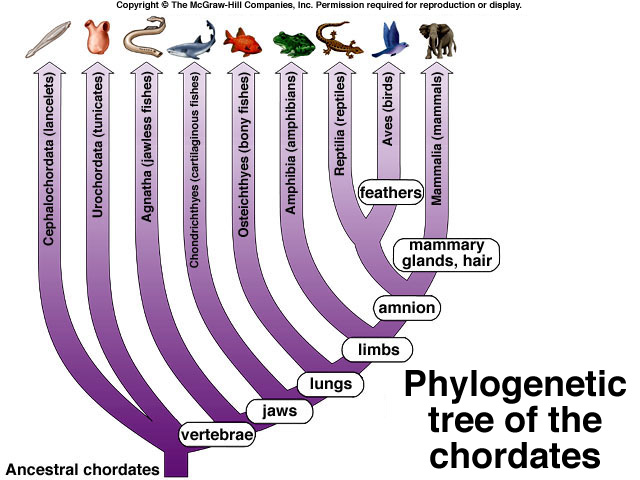 Copyright © The McGraw-Hill Companies, Inc. Permission required for reproduction or display.
Cephalochordata (lancelets)
Urochordata (tunicates)
Agnatha (jawless fishes)
Chondrichthyes (cartilaginous fishes)
Osteichthyes (bony fishes)
Amphibia (amphibians)
Reptilia (reptiles)
Aves (birds)
Mammalia (mammals)
feathers
mammary
glands, hair
amnion
limbs
lungs
jaws
vertebrae
Ancestral chordates
Phylogenetic
tree of the
chordates